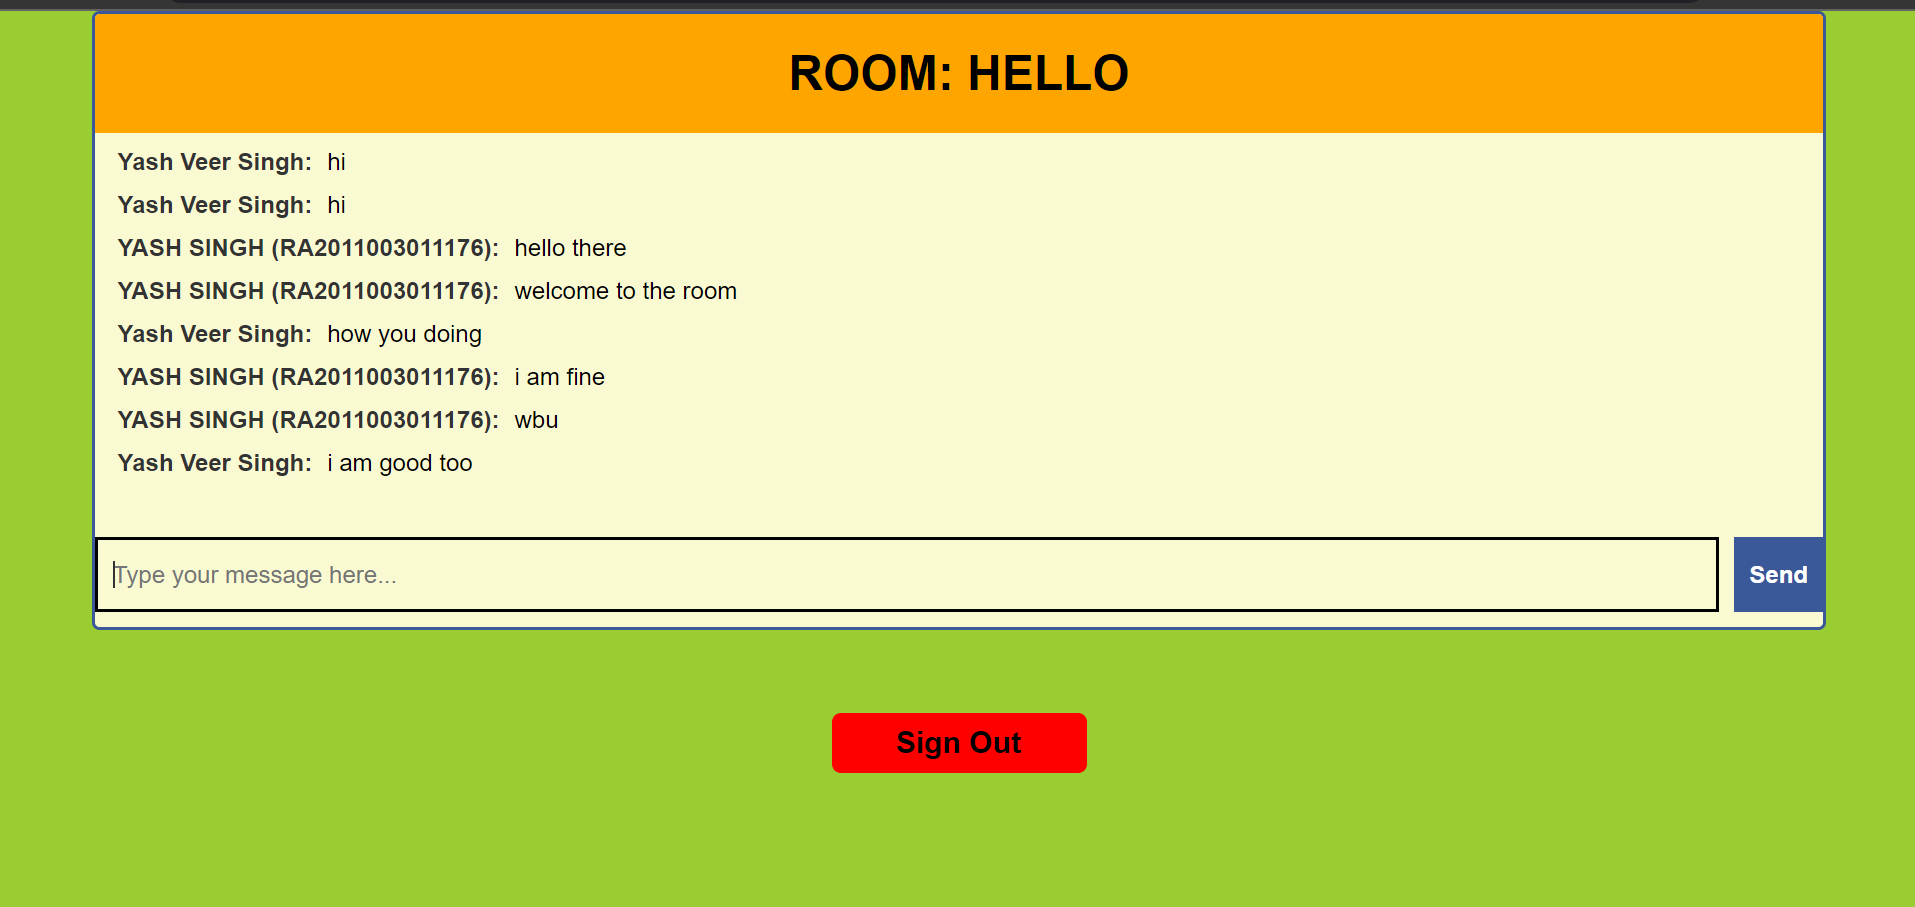 ROOM: HELLO
Yash Veer Singh: hi
Yash Veer Singh: hi
YASH SINGH (RA2011003011176): hello there
YASH SINGH (RA2011003011176): welcome to the room
Yash Veer Singh: how you doing
YASH SINGH (RA2011003011176): i am fine
YASH SINGH (RA2011003011176): wbu
Yash Veer Singh: i am good too
Type your message here... Send
Sign Out